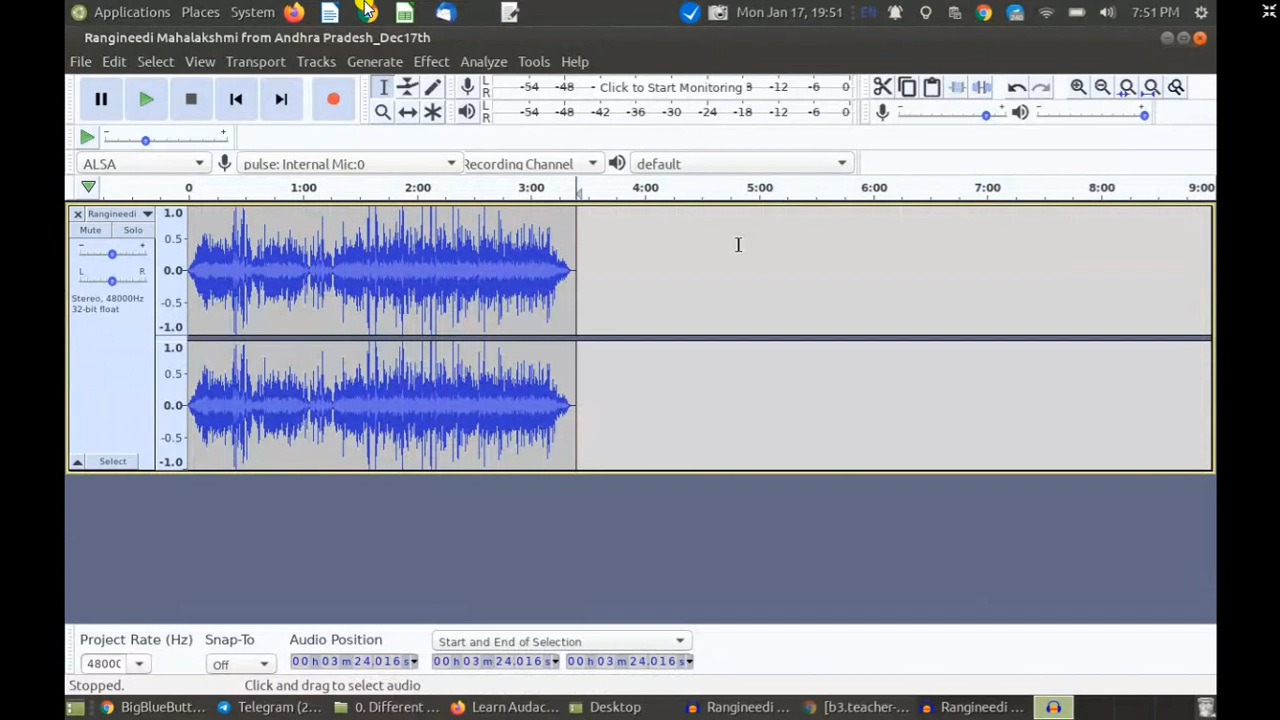 Applications Places System Mon Jan 17, 19:51 EN 7:51 PM
Rangineedi Mahalakshmi from Andhra Pradesh_Dec17th
File Edit Select View Transport Tracks Generate Effect Analyze Tools Help
L R -54 -48 Click to Start Monitoring -12 -6 0
L R -54 -48 -42 -36 -30 -24 -18 -12 -6 0
- +
ALSA pulse: Internal Mic:0 Recording Channel default
0 1:00 2:00 3:00 4:00 5:00 6:00 7:00 8:00 9:00
Rangineedi
Mute Solo
- +
L R
Stereo, 48000Hz
32-bit float
Select
1.0
0.5
0.0
-0.5
-1.0
1.0
0.5
0.0
-0.5
-1.0
Project Rate (Hz) Snap-To Audio Position Start and End of Selection
4800 Off 00 h 03 m 24.016 s 00 h 03 m 24.016 s 00 h 03 m 24.016 s
Stopped. Click and drag to select audio
BigBlueButt... Telegram (2... 0. Different ... Learn Audac... Desktop Rangineedi ... [b3.teacher-... Rangineedi ...